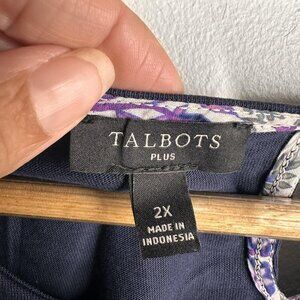 TALBOTS
PLUS
2X
MADE IN
INDONESIA